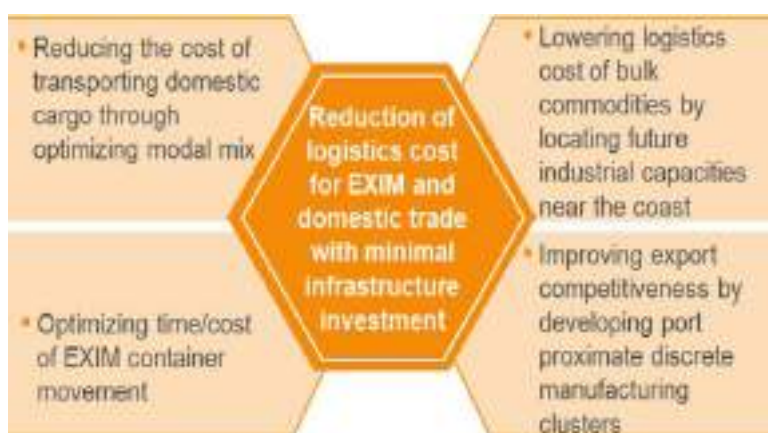 • Reducing the cost of
transporting domestic
cargo through
optimizing modal mix
Reduction of
logistics cost
for EXIM and
domestic trade
with minimal
infrastructure
investment
• Lowering logistics
cost of bulk
commodities by
locating future
industrial capacities
near the coast
• Optimizing time/cost
of EXIM container
movement
• Improving export
competitiveness by
developing port
proximate discrete
manufacturing
clusters